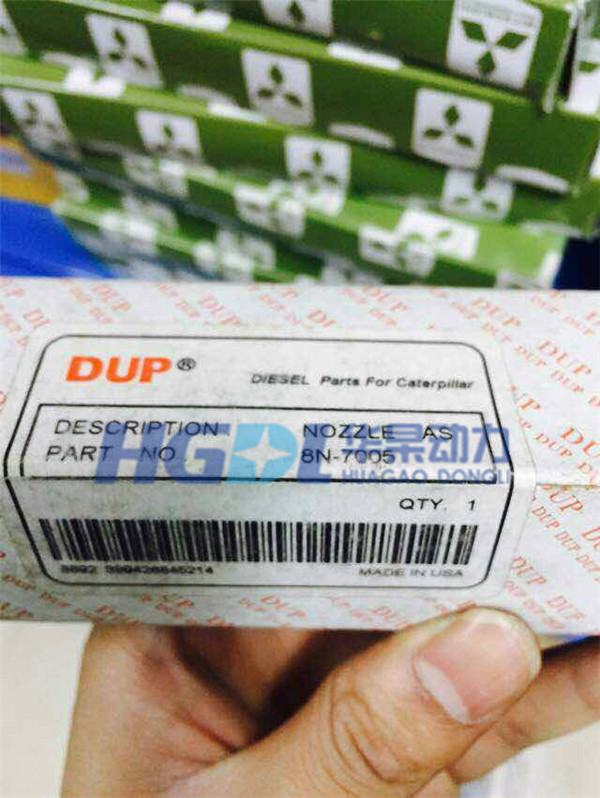 DUP®
DIESEL Parts For Caterpillar
DESCRIPTION NOZZLE AS
PART NO 8N-7005
HGDL 华杲动力
HUAGAO DONGLI
QTY. 1
MADE IN USA